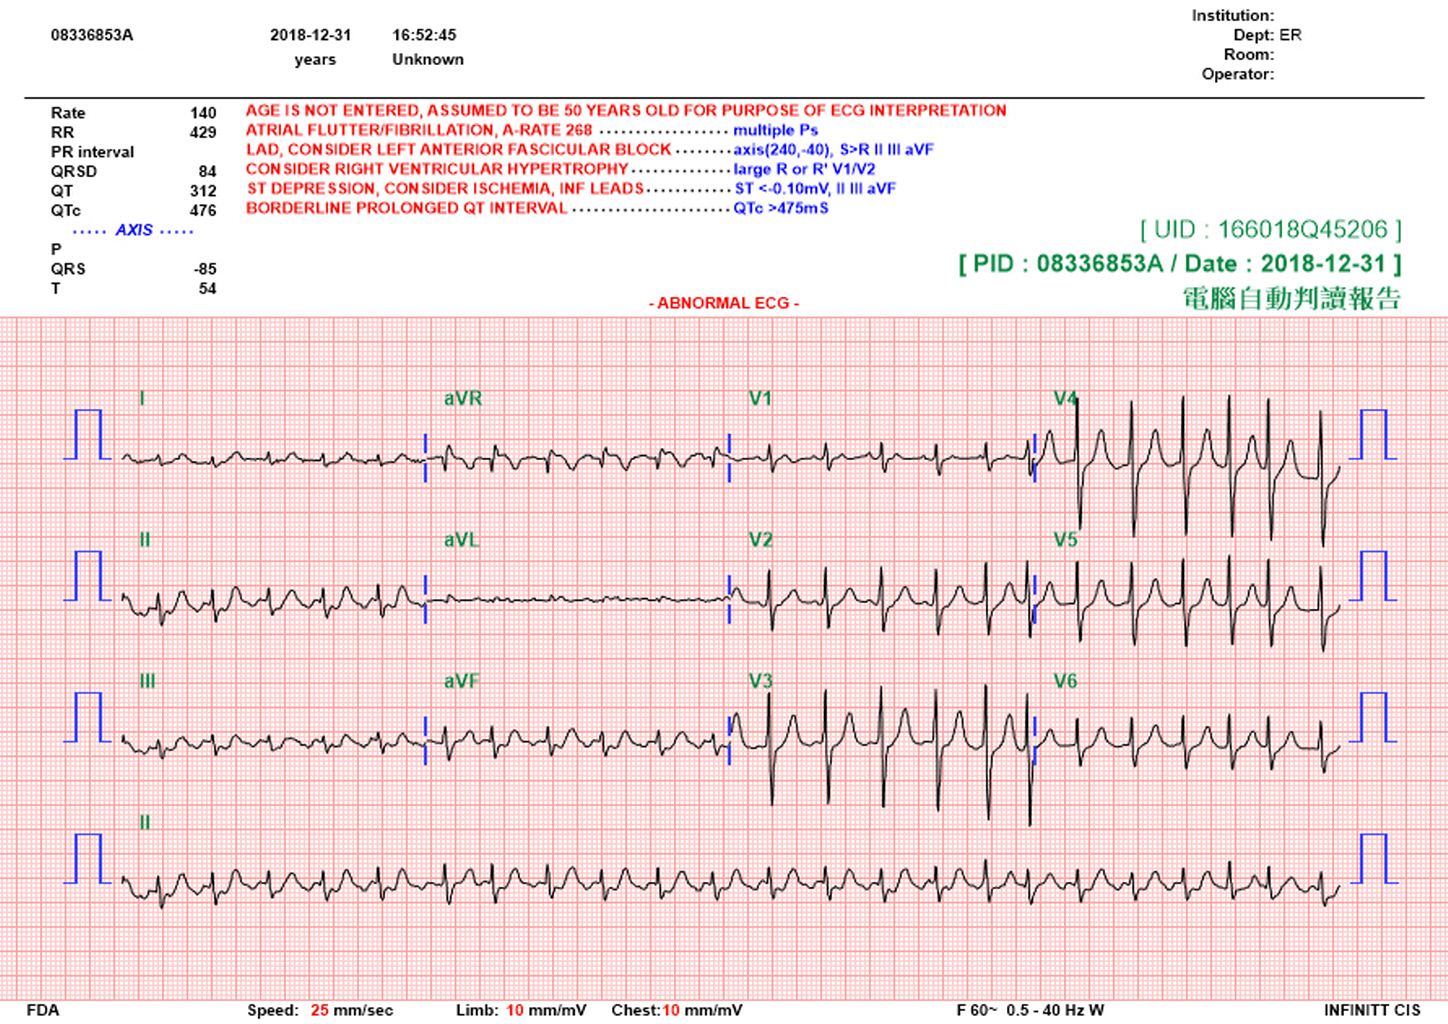 Institution:
08336853A 2018-12-31 16:52:45 Dept: ER
years Unknown Room:
Operator:
Rate 140 AGE IS NOT ENTERED, ASSUMED TO BE 50 YEARS OLD FOR PURPOSE OF ECG INTERPRETATION
RR 429 ATRIAL FLUTTER/FIBRILLATION, A-RATE 268 .................. multiple Ps
PR interval LAD, CONSIDER LEFT ANTERIOR FASCICULAR BLOCK ........ axis(240,-40), S>R II III aVF
QRSD 84 CONSIDER RIGHT VENTRICULAR HYPERTROPHY .............. large R or R' V1/V2
QT 312 ST DEPRESSION, CONSIDER ISCHEMIA, INF LEADS ............ ST <-0.10mV, II III aVF
QTc 476 BORDERLINE PROLONGED QT INTERVAL ...................... QTc >475mS
..... AXIS .....
[ UID : 166018Q45206 ]
P
QRS -85
[ PID : 08336853A / Date : 2018-12-31 ]
T 54
電腦自動判讀報告
- ABNORMAL ECG -
I aVR V1 V4
II aVL V2 V5
III aVF V3 V6
II
FDA Speed: 25 mm/sec Limb: 10 mm/mV Chest:10 mm/mV F 60~ 0.5 - 40 Hz W INFINITT CIS